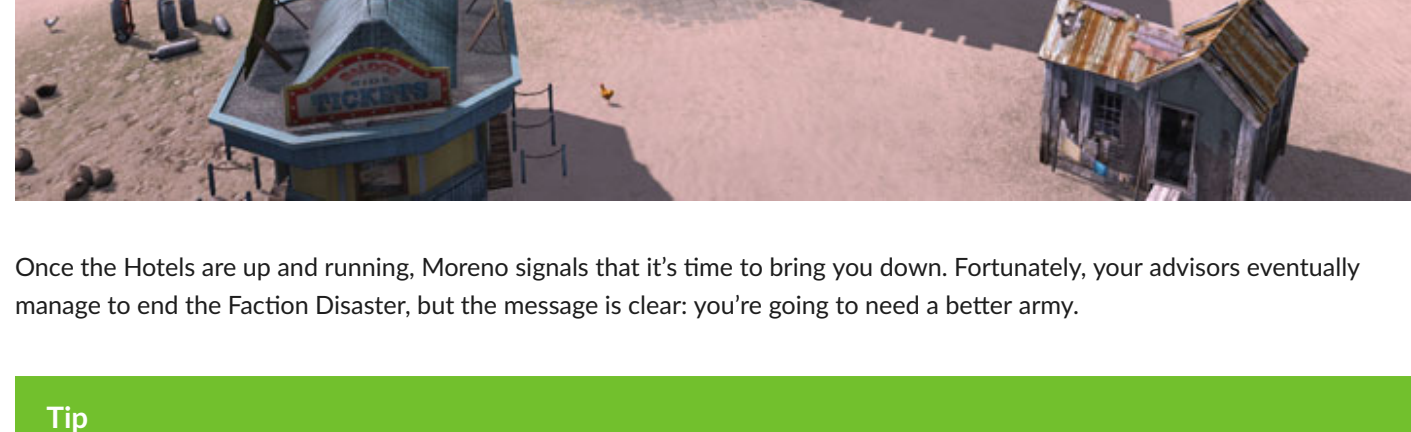 TICKETS
Once the Hotels are up and running, Moreno signals that it’s time to bring you down. Fortunately, your advisors eventually
manage to end the Faction Disaster, but the message is clear: you’re going to need a better army.
Tip